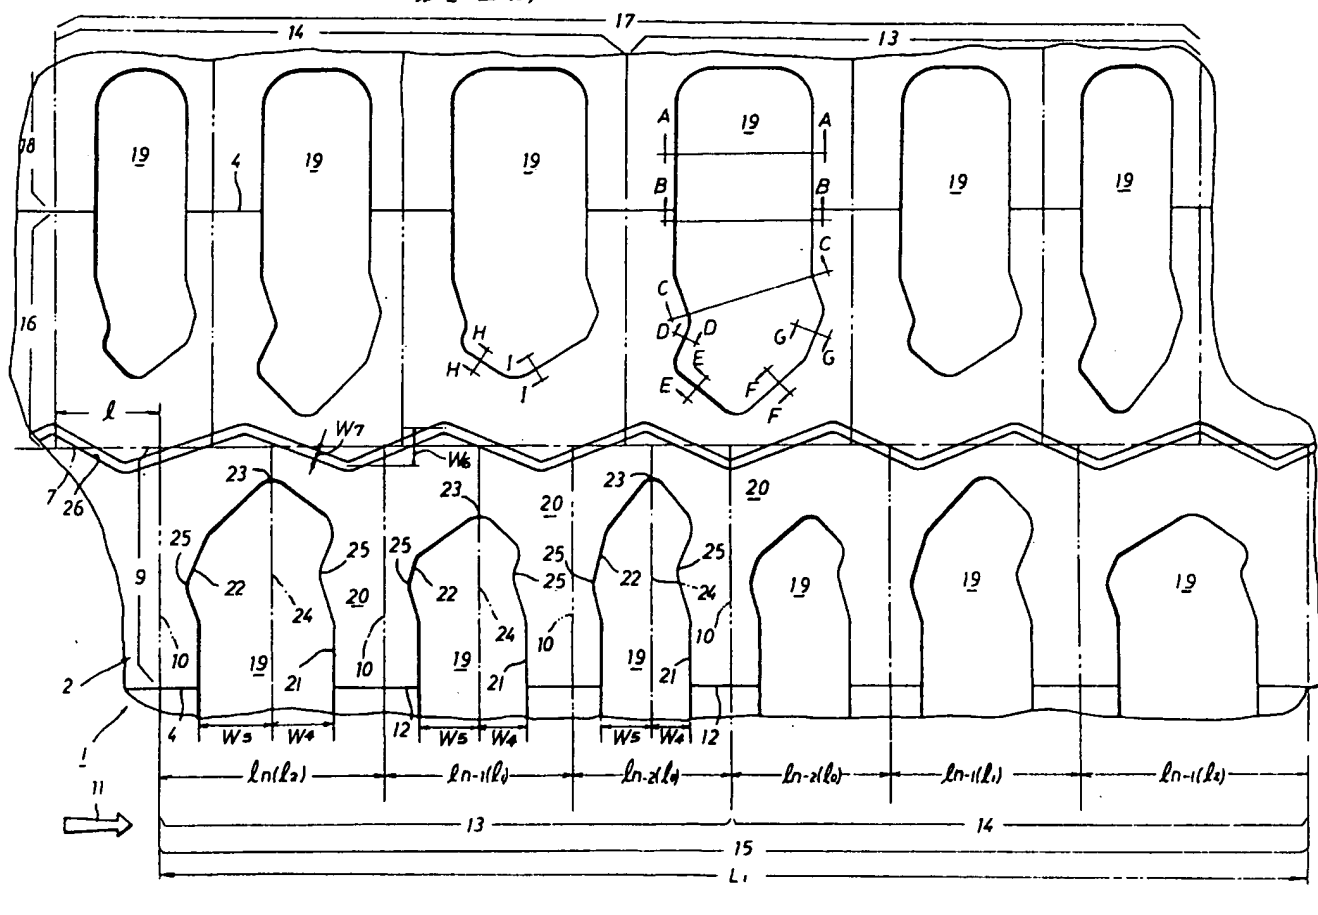 17
14 13
A A
19 19
18 19 4 19 19 19
B B
C
C
16 D D G G
H E
H I I E F F
l
W7
W6
7 26 23 23 23 20
20
25 25 25 25 25 25
9 22 22 22
24 20 24 24 19 19 19
10 10 10 10
2 19 21 19 21 19 21
4 W5 W4 12 W5 W4 W5 W4 12
1
ln(l2) ln-1(l1) ln-2(l0) ln-2(l0) ln-1(l1) ln-1(l2)
11
13 14
15
L1